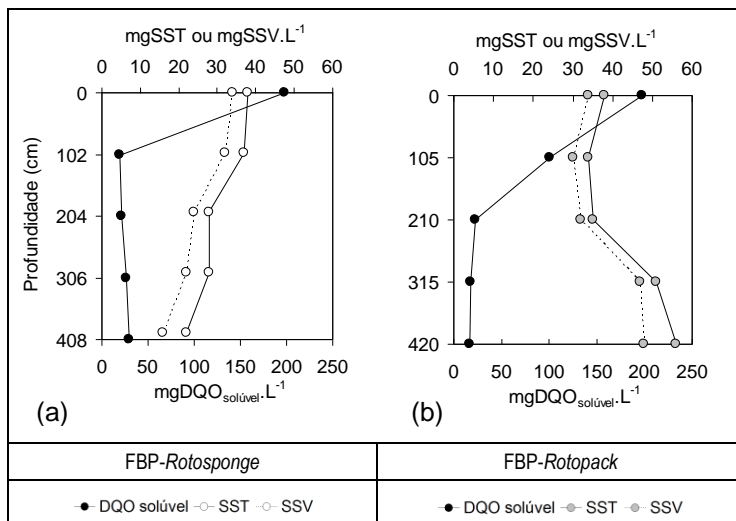 mgSST ou mgSSV.L-1
0 10 20 30 40 50 60
0
102
204
306
408
Profundidade (cm)
0 50 100 150 200 250
mgDQOsolúvel.L-1
(a)
mgSST ou mgSSV.L-1
0 10 20 30 40 50 60
0
105
210
315
420
0 50 100 150 200 250
mgDQOsolúvel.L-1
(b)
FBP-Rotosponge
FBP-Rotopack
DQO solúvel SST SSV
DQO solúvel SST SSV